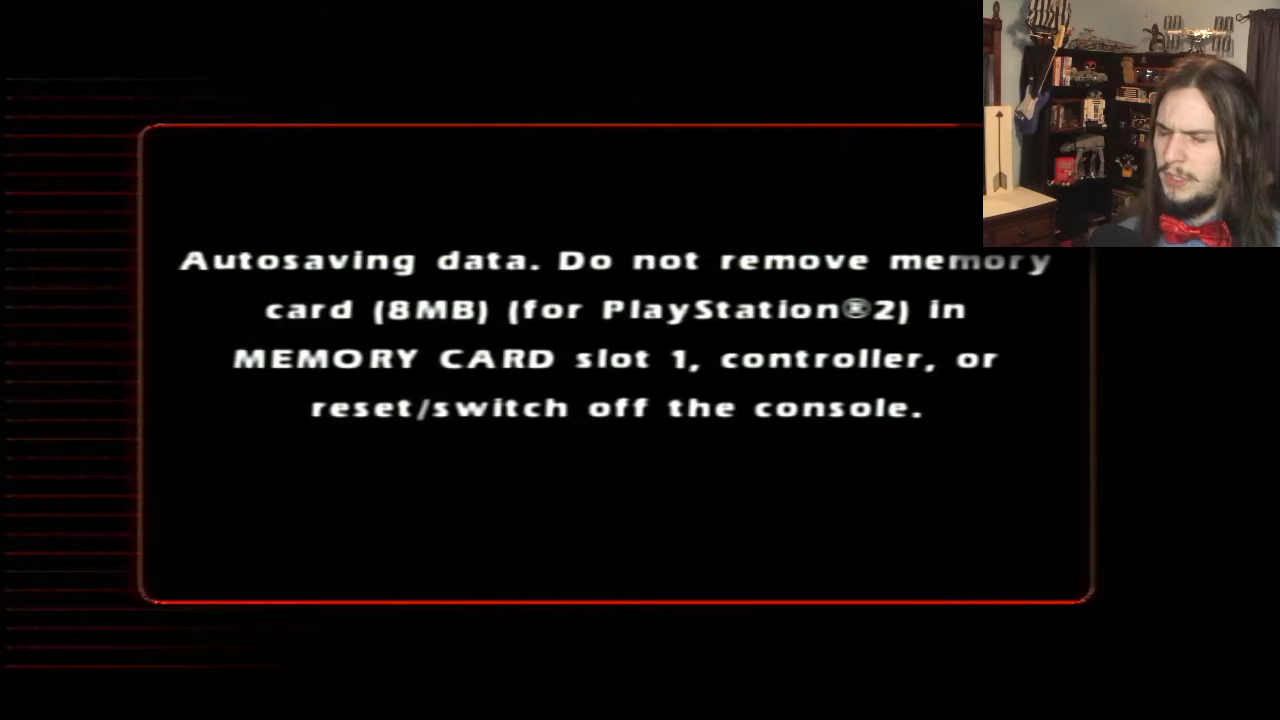 Autosaving data. Do not remove memory
card (8MB) (for PlayStation®2) in
MEMORY CARD slot 1, controller, or
reset/switch off the console.